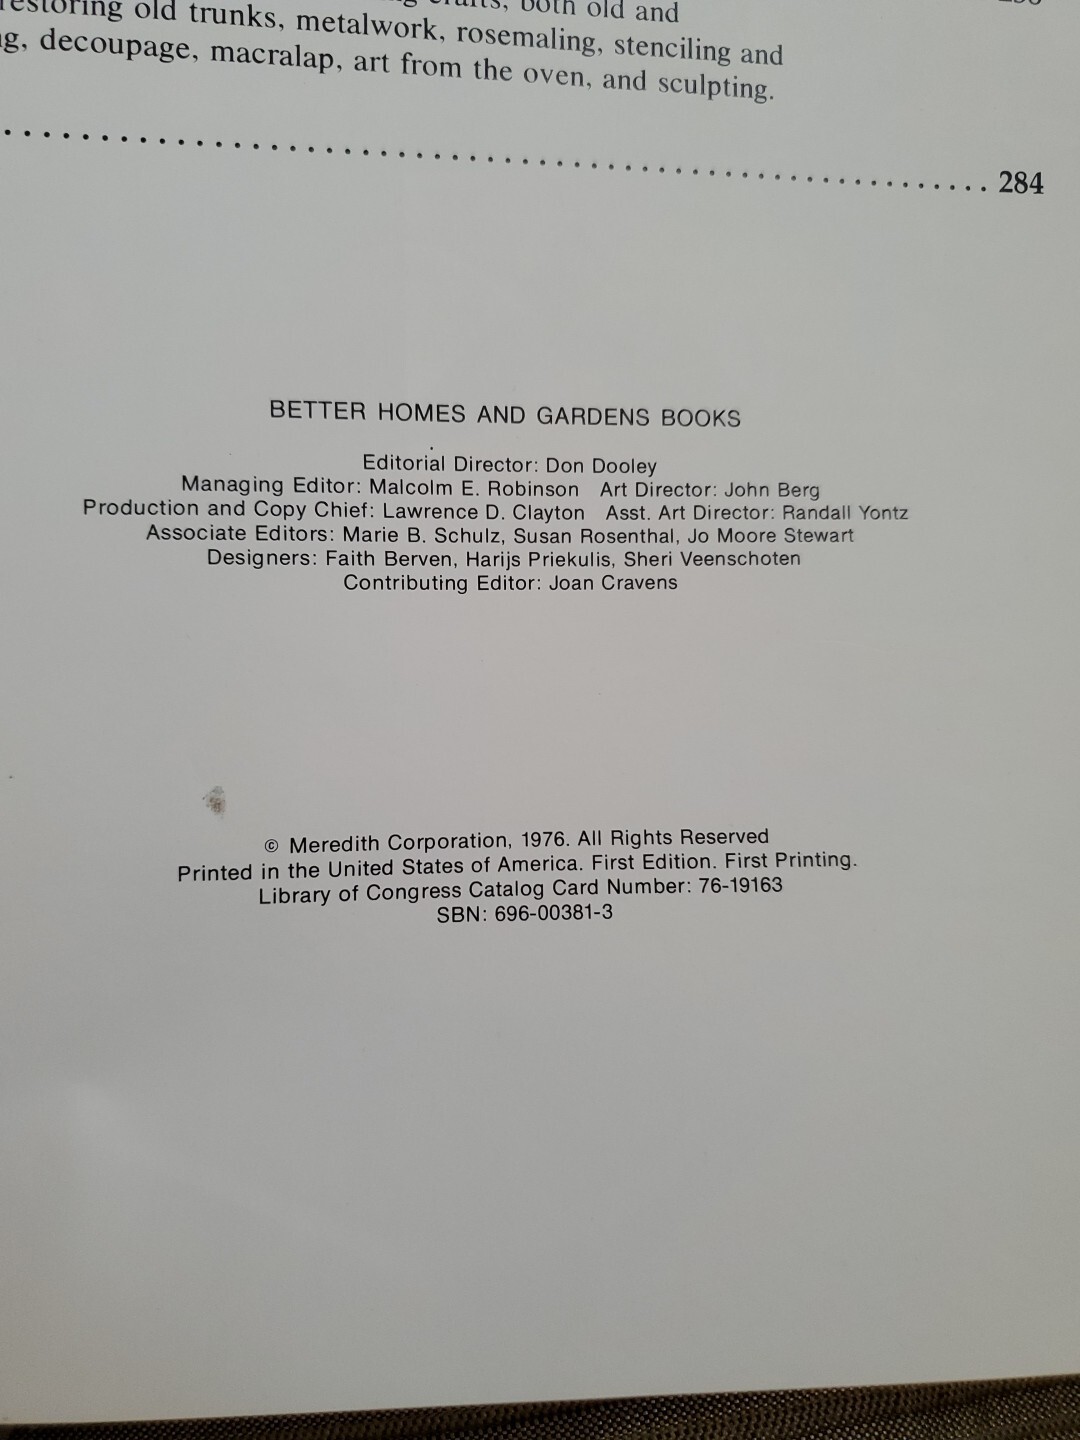 both old and
restoring old trunks, metalwork, rosemaling, stenciling and
decoupage, macralap, art from the oven, and sculpting.
........................................................ 284
BETTER HOMES AND GARDENS BOOKS
Editorial Director: Don Dooley
Managing Editor: Malcolm E. Robinson Art Director: John Berg
Production and Copy Chief: Lawrence D. Clayton Asst. Art Director: Randall Yontz
Associate Editors: Marie B. Schulz, Susan Rosenthal, Jo Moore Stewart
Designers: Faith Berven, Harijs Priekulis, Sheri Veenschoten
Contributing Editor: Joan Cravens
© Meredith Corporation, 1976. All Rights Reserved
Printed in the United States of America. First Edition. First Printing.
Library of Congress Catalog Card Number: 76-19163
SBN: 696-00381-3